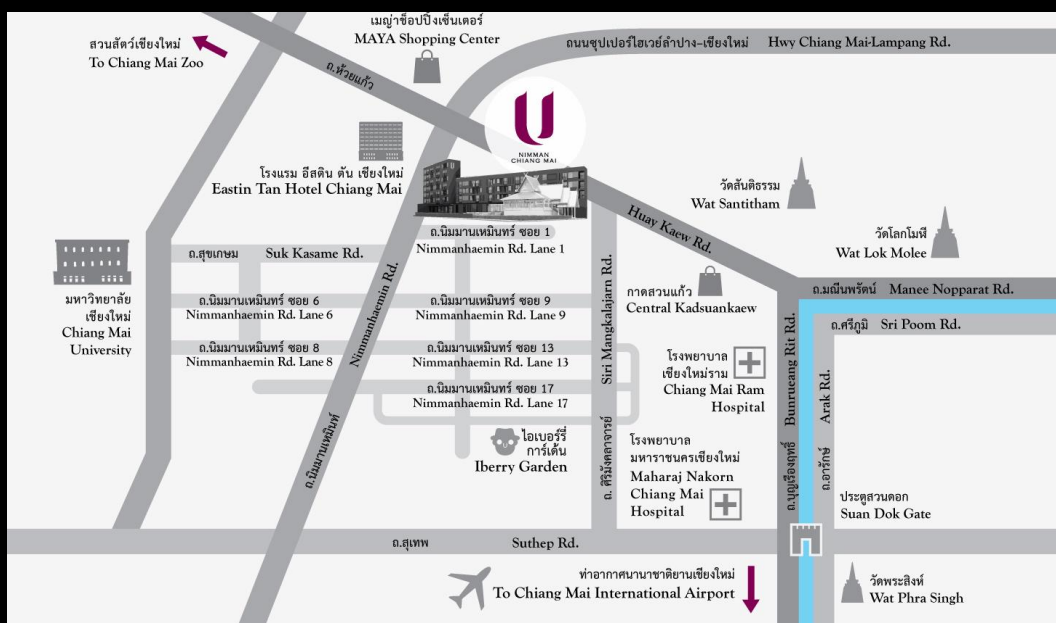 เมญ่าช็อปปิ้งเซ็นเตอร์
MAYA Shopping Center
สวนสัตว์เชียงใหม่
To Chiang Mai Zoo
ถ.ห้วยแก้ว
ถนนซุปเปอร์ไฮเวย์ลำปาง-เชียงใหม่ Hwy Chiang Mai-Lampang Rd.
U
NIMMAN
CHIANG MAI
โรงแรม อีสติน ตัน เชียงใหม่
Eastin Tan Hotel Chiang Mai
วัดสันติธรรม
Wat Santitham
วัดโลกโมฬี
Wat Lok Molee
Huay Kaew Rd.
ถ.นิมมานเหมินทร์ ซอย 1
Nimmanhaemin Rd. Lane 1
ถ.สุขเกษม Suk Kasame Rd.
มหาวิทยาลัย
เชียงใหม่
Chiang Mai
University
ถ.นิมมานเหมินทร์ ซอย 6
Nimmanhaemin Rd. Lane 6
ถ.นิมมานเหมินทร์ ซอย 9
Nimmanhaemin Rd. Lane 9
ถ.นิมมานเหมินทร์ ซอย 8
Nimmanhaemin Rd. Lane 8
ถ.นิมมานเหมินทร์ ซอย 13
Nimmanhaemin Rd. Lane 13
ถ.นิมมานเหมินทร์ ซอย 17
Nimmanhaemin Rd. Lane 17
Nimmanhaemin Rd.
ถ.นิมมานเหมินท์
Siri Mangkalajarn Rd.
ถ. ศิริมังคลาจารย์
กาดสวนแก้ว
Central Kadsuankaew
ถ.มณีนพรัตน์ Manee Nopparat Rd.
ถ.ศรีภูมิ Sri Poom Rd.
โรงพยาบาล
เชียงใหม่ราม
Chiang Mai Ram
Hospital
Bunrueang Rit Rd.
ถ.บุญเรืองฤทธิ์
Arak Rd.
ถ.อารักษ์
ไอเบอร์รี่
การ์เด้น
Iberry Garden
โรงพยาบาล
มหาราชนครเชียงใหม่
Maharaj Nakorn
Chiang Mai
Hospital
ประตูสวนดอก
Suan Dok Gate
ถ.สุเทพ Suthep Rd.
ท่าอากาศนานาชาติยานเชียงใหม่
To Chiang Mai International Airport
วัดพระสิงห์
Wat Phra Singh